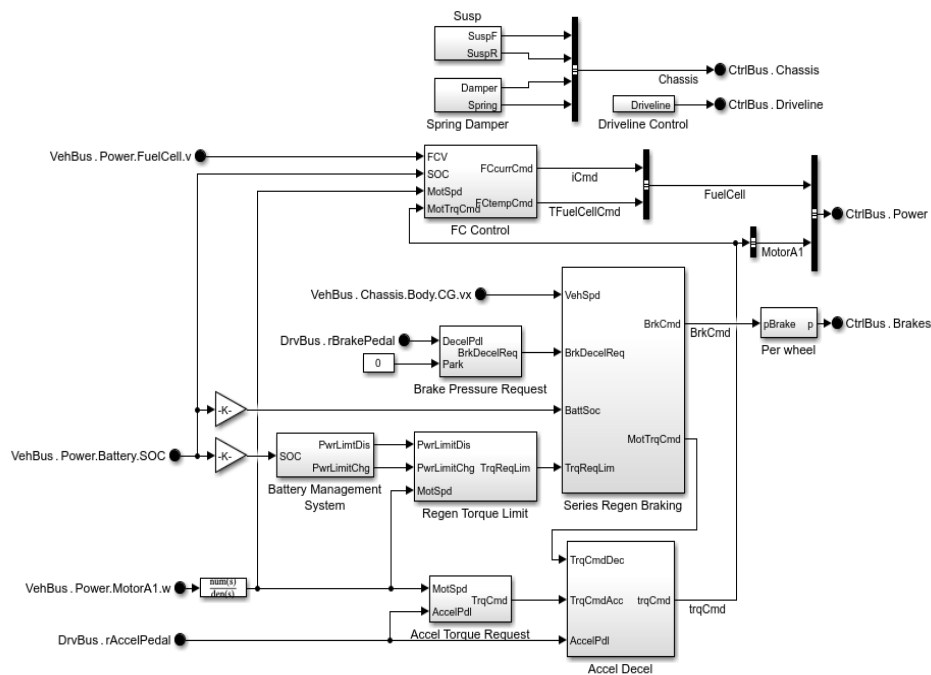 Susp
SuspF
SuspR
Damper
Spring
Spring Damper
Chassis
CtrlBus.Chassis
Driveline
CtrlBus.Driveline
Driveline Control
VehBus.Power.FuelCell.v
FCV
SOC
MotSpd
MotTrqCmd
FCcurrCmd
FCtempCmd
FC Control
iCmd
TFuelCellCmd
FuelCell
CtrlBus.Power
MotorA1
VehBus.Chassis.Body.CG.vx
VehSpd
DrvBus.rBrakePedal
0
DecelPdl
Park
BrkDecelReq
Brake Pressure Request
BrkDecelReq
BrkCmd
BrkCmd
pBrake
p
Per wheel
CtrlBus.Brakes
-K-
BattSoc
MotTrqCmd
VehBus.Power.Battery.SOC
-K-
SOC
PwrLimtDis
PwrLimitChg
Battery Management
System
PwrLimitDis
PwrLimitChg
MotSpd
TrqReqLim
Regen Torque Limit
TrqReqLim
Series Regen Braking
VehBus.Power.MotorA1.w
num(s)
den(s)
MotSpd
AccelPdl
TrqCmd
Accel Torque Request
DrvBus.rAccelPedal
TrqCmdDec
TrqCmdAcc
AccelPdl
trqCmd
trqCmd
Accel Decel